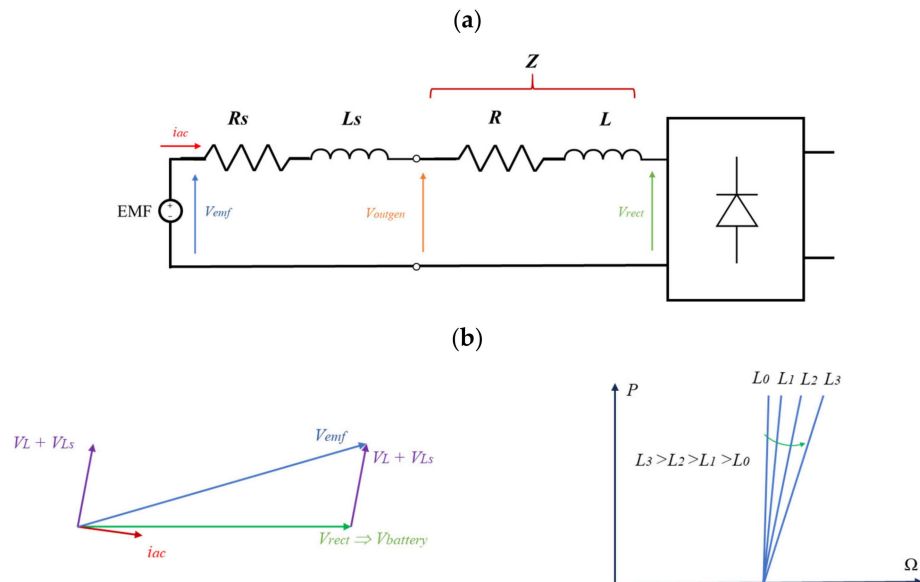 (a)
Z
Rs Ls R L
iac
EMF
+
−
Vemf Voutgen Vrect
(b)
L0 L1 L2 L3
P
VL + VLs
Vemf
VL + VLs
L3 >L2 >L1 >L0
iac
Vrect ⇒ Vbattery
Ω